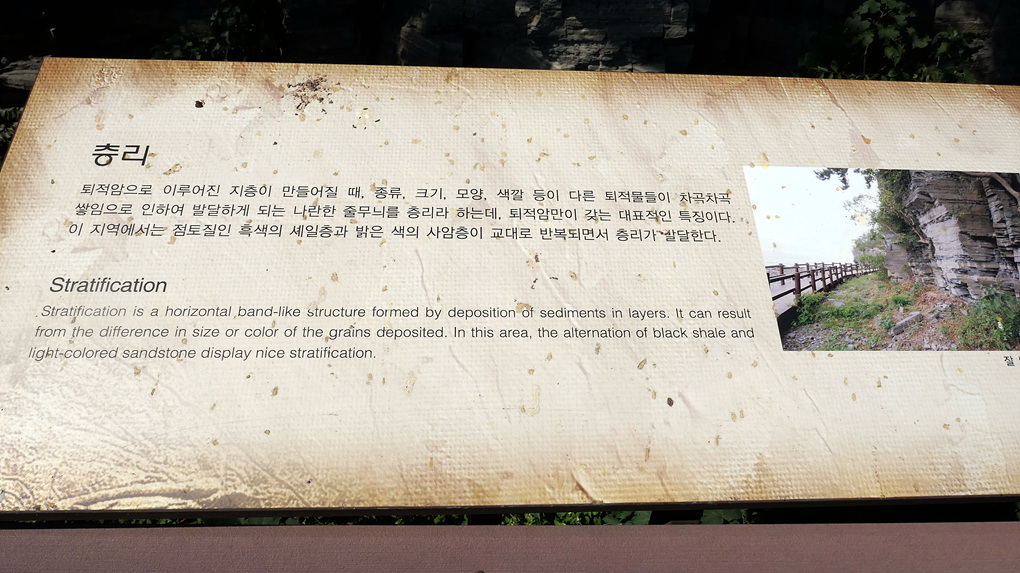 층리
퇴적암으로 이루어진 지층이 만들어질 때, 종류, 크기, 모양, 색깔 등이 다른 퇴적물들이 차곡차곡
쌓임으로 인하여 발달하게 되는 나란한 줄무늬를 층리라 하는데, 퇴적암만이 갖는 대표적인 특징이다.
이 지역에서는 점토질인 흑색의 셰일층과 밝은 색의 사암층이 교대로 반복되면서 층리가 발달한다.
Stratification
Stratification is a horizontal band-like structure formed by deposition of sediments in layers. It can result
from the difference in size or color of the grains deposited. In this area, the alternation of black shale and
light-colored sandstone display nice stratification.
잘